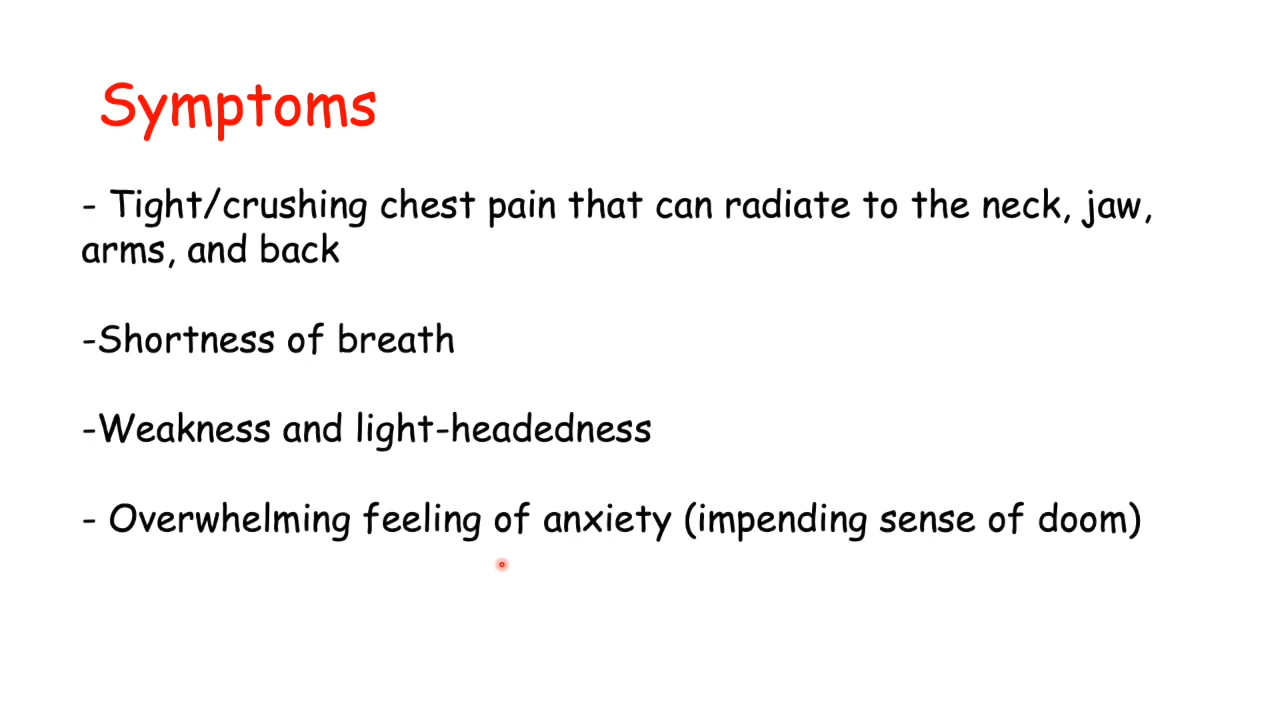 Symptoms
- Tight/crushing chest pain that can radiate to the neck, jaw,
arms, and back
-Shortness of breath
-Weakness and light-headedness
- Overwhelming feeling of anxiety (impending sense of doom)